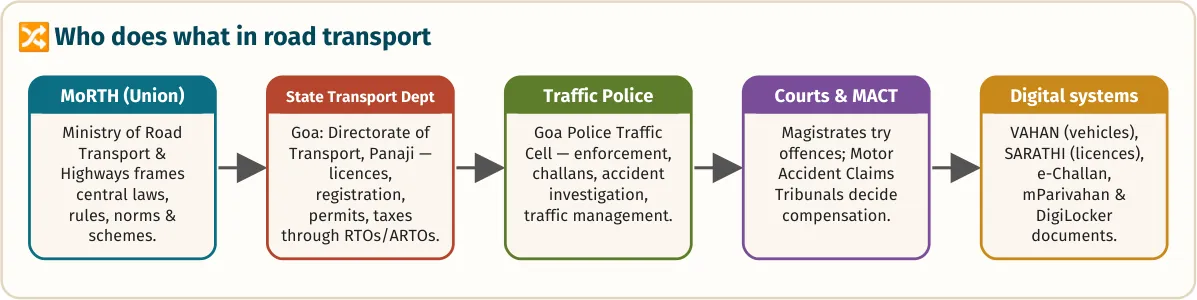 🔀 Who does what in road transport
MoRTH (Union)
Ministry of Road
Transport &
Highways frames
central laws,
rules, norms &
schemes.
State Transport Dept
Goa: Directorate of
Transport, Panaji —
licences,
registration,
permits, taxes
through RTOs/ARTOs.
Traffic Police
Goa Police Traffic
Cell — enforcement,
challans, accident
investigation,
traffic management.
Courts & MACT
Magistrates try
offences; Motor
Accident Claims
Tribunals decide
compensation.
Digital systems
VAHAN (vehicles),
SARATHI (licences),
e-Challan,
mParivahan &
DigiLocker
documents.